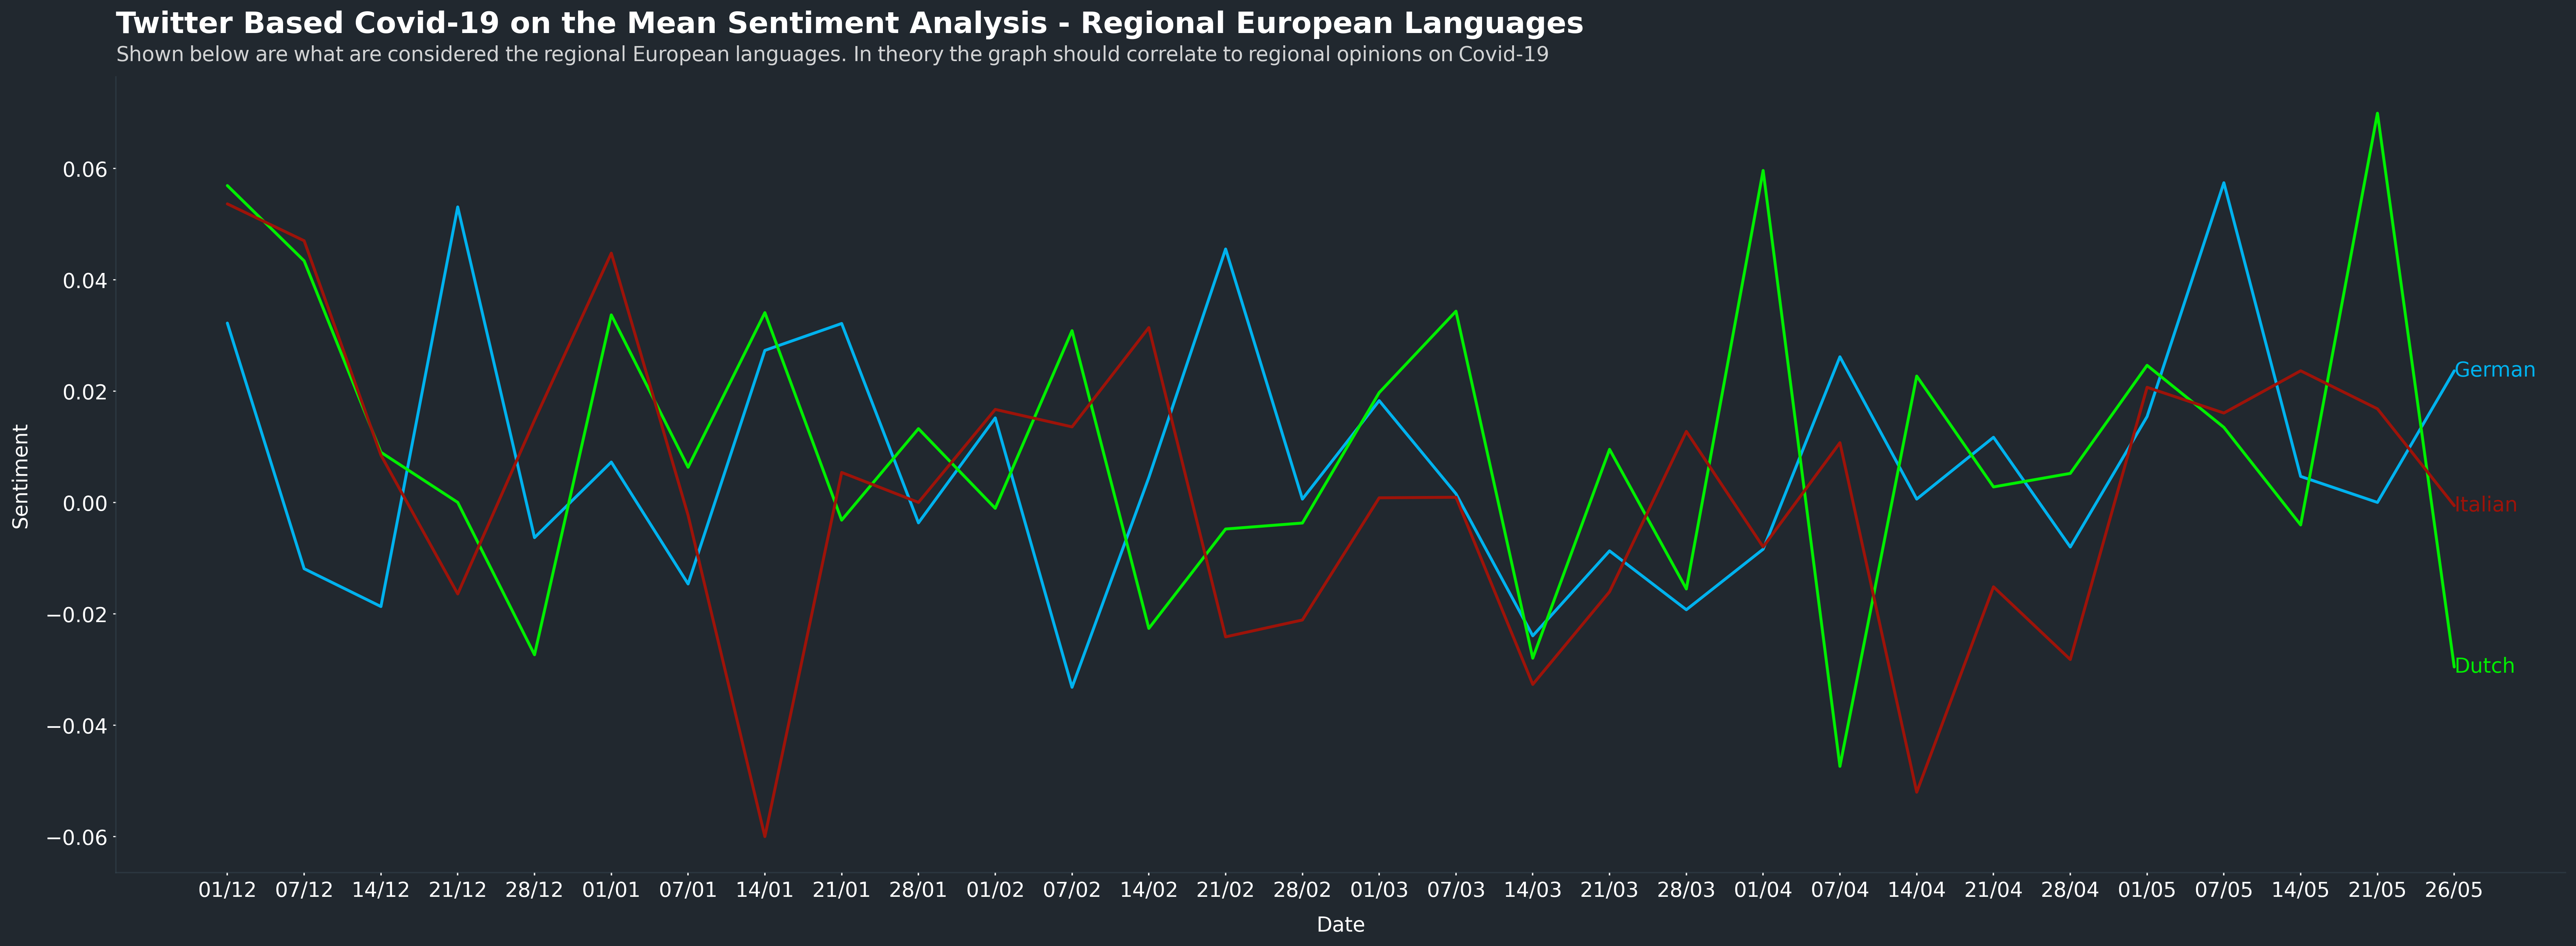 Twitter Based Covid-19 on the Mean Sentiment Analysis - Regional European Languages
Shown below are what are considered the regional European languages. In theory the graph should correlate to regional opinions on Covid-19
0.06
0.04
0.02
0.00
−0.02
−0.04
−0.06
Sentiment
German
Italian
Dutch
01/12 07/12 14/12 21/12 28/12 01/01 07/01 14/01 21/01 28/01 01/02 07/02 14/02 21/02 28/02 01/03 07/03 14/03 21/03 28/03 01/04 07/04 14/04 21/04 28/04 01/05 07/05 14/05 21/05 26/05
Date